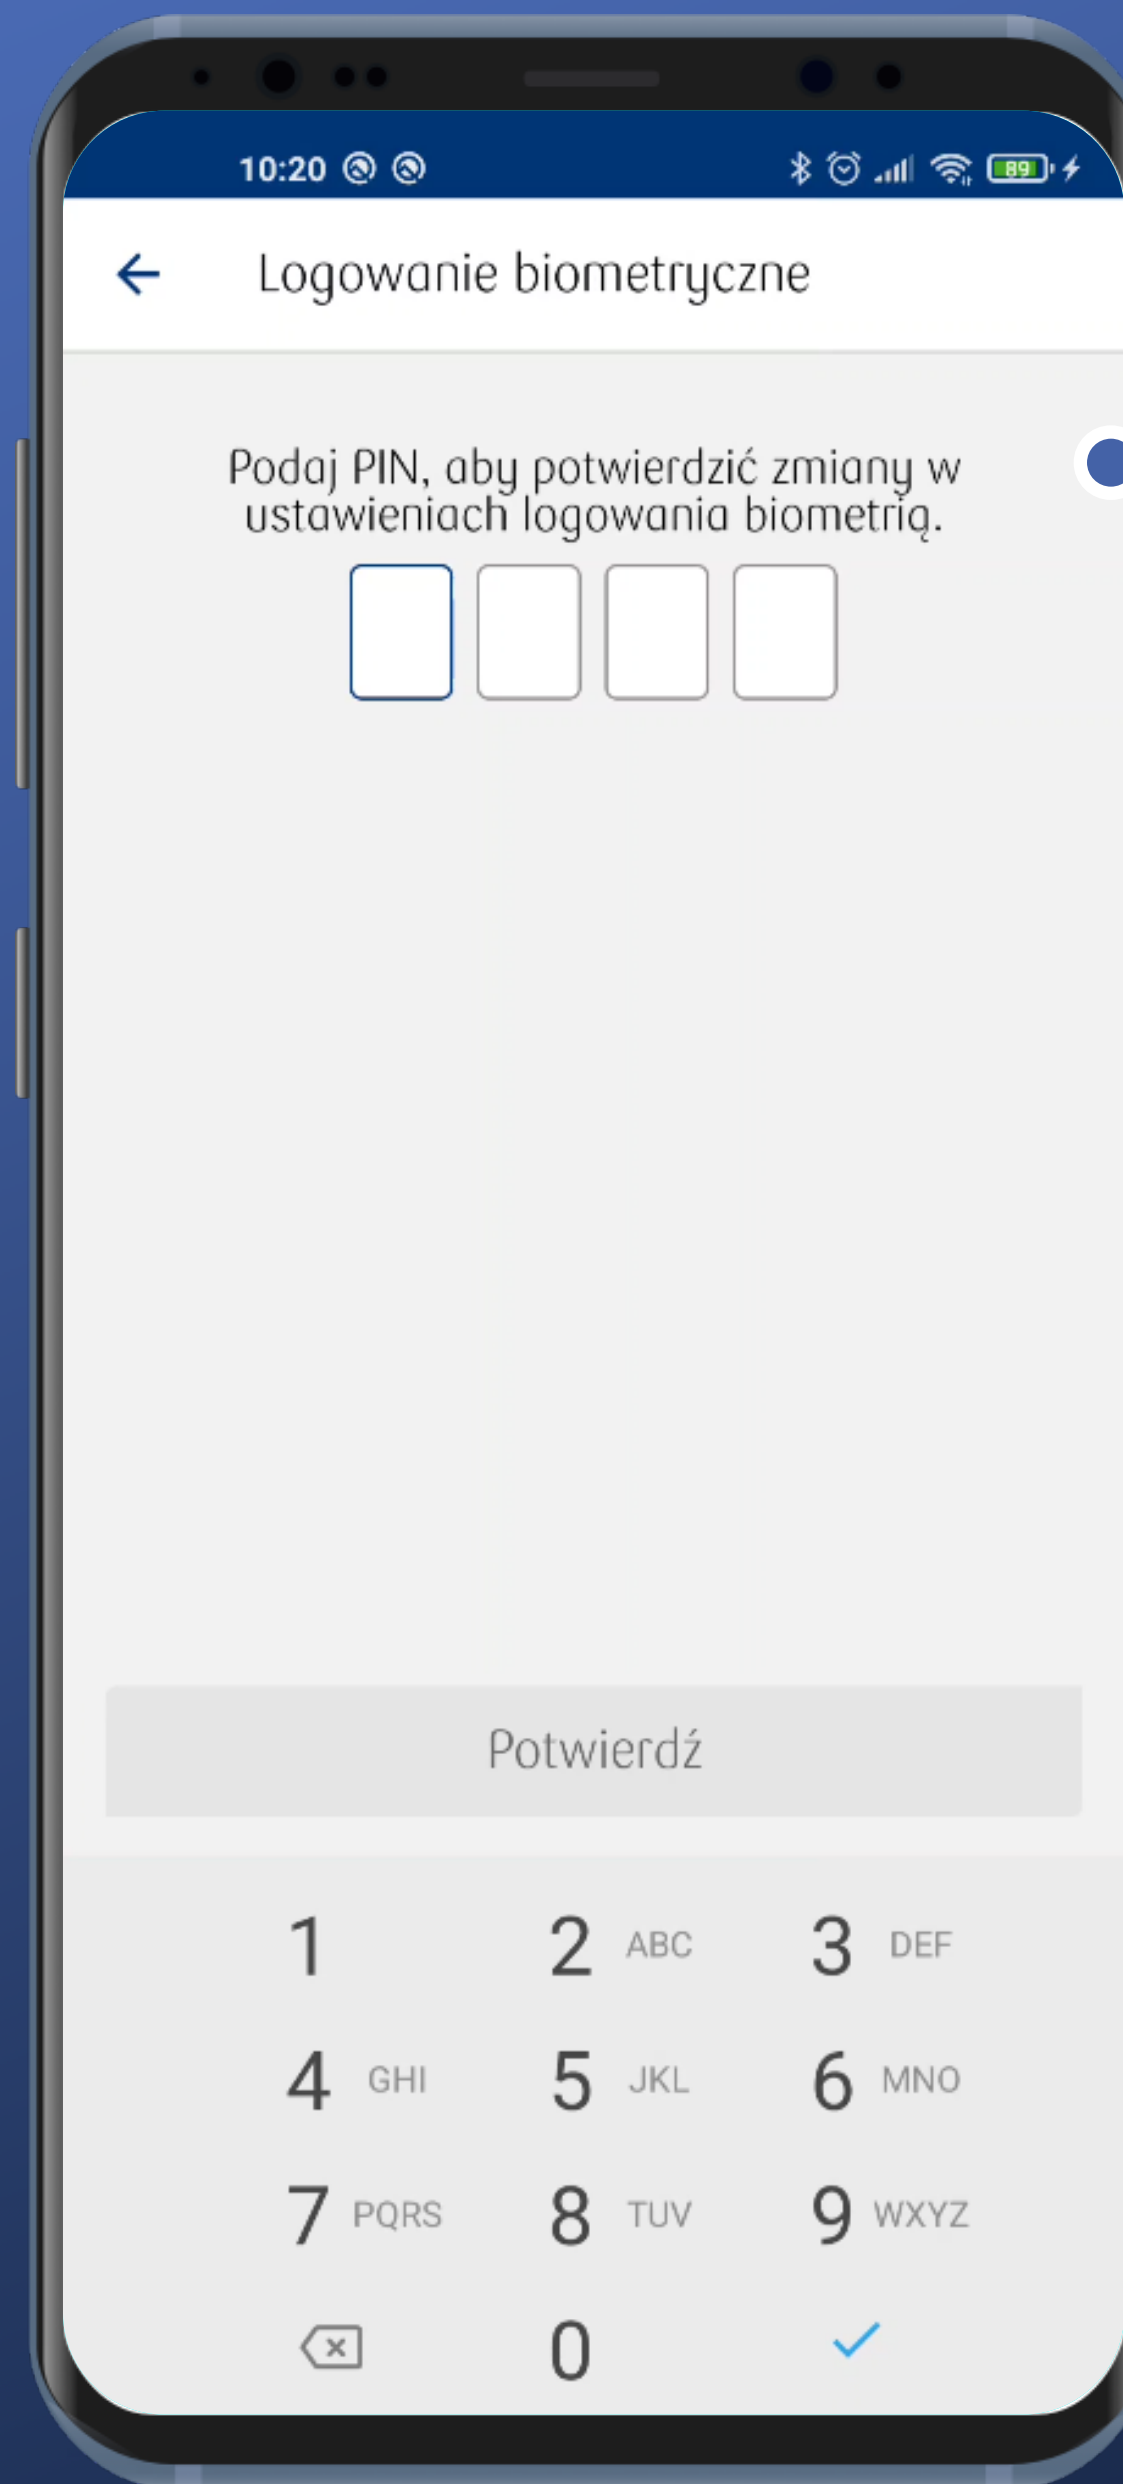 10:20 89
Logowanie biometryczne
Podaj PIN, aby potwierdzić zmiany w
ustawieniach logowania biometrią.
Potwierdź
1 2 ABC 3 DEF
4 GHI 5 JKL 6 MNO
7 PQRS 8 TUV 9 WXYZ
0